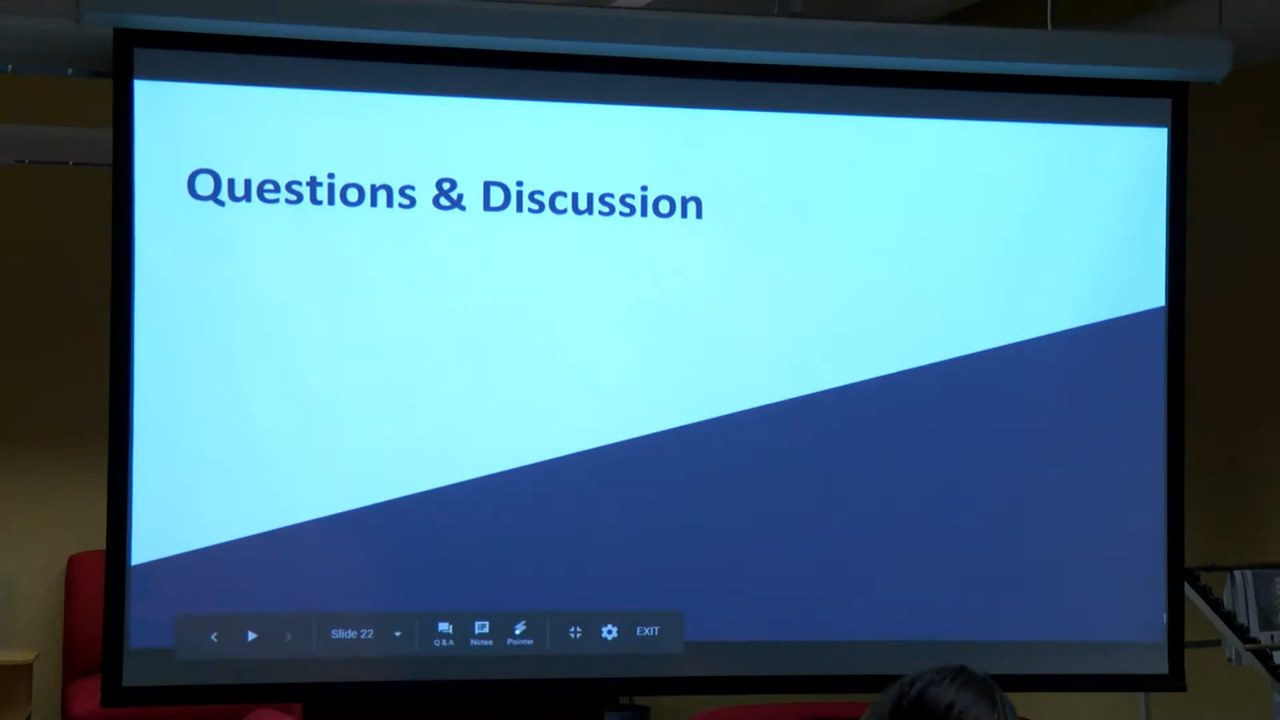 Questions & Discussion
Slide 22
Q & A
Notes
Pointer
EXIT